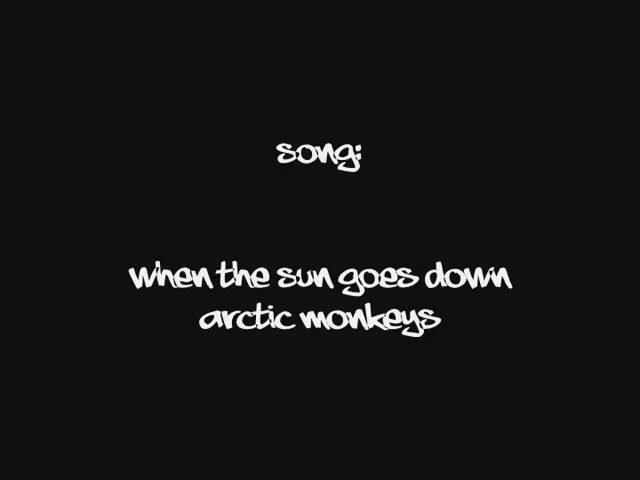 song:
when the sun goes down
arctic monkeys